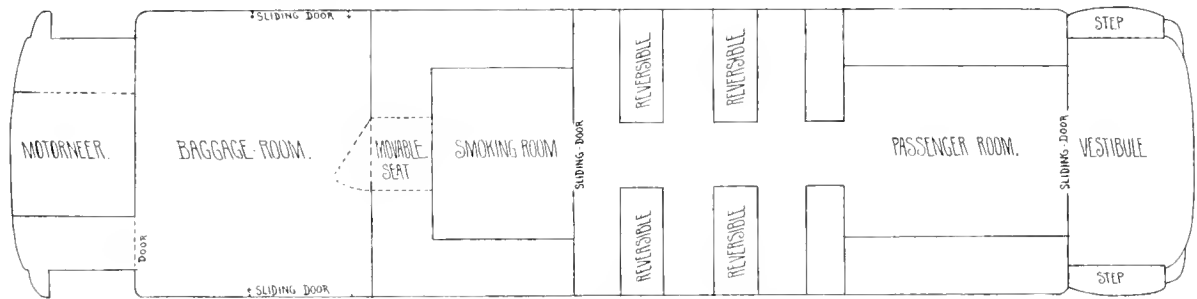 SLIDING DOOR
STEP
REVERSIBLE
REVERSIBLE
MOTORNEER.
BAGGAGE-ROOM.
MOVABLE
SEAT
SMOKING ROOM
SLIDING-DOOR
PASSENGER ROOM.
SLIDING-DOOR
VESTIBULE
REVERSIBLE
REVERSIBLE
DOOR
SLIDING DOOR
STEP